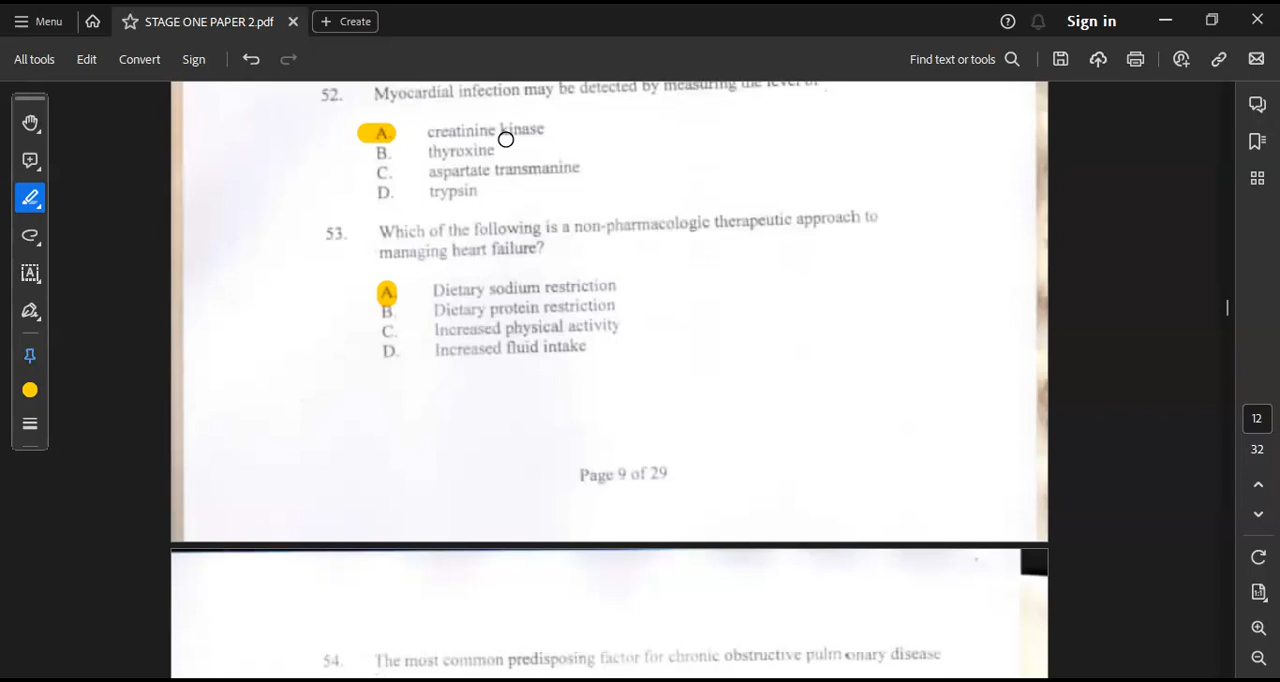 Menu
STAGE ONE PAPER 2.pdf
Create
Sign in
All tools
Edit
Convert
Sign
Find text or tools
52. Myocardial infection may be detected by measuring the level of
A. creatinine kinase
B. thyroxine
C. aspartate transmanine
D. trypsin
53. Which of the following is a non-pharmacologic therapeutic approach to
managing heart failure?
A. Dietary sodium restriction
B. Dietary protein restriction
C. Increased physical activity
D. Increased fluid intake
Page 9 of 29
12
32
54. The most common predisposing factor for chronic obstructive pulmonary disease